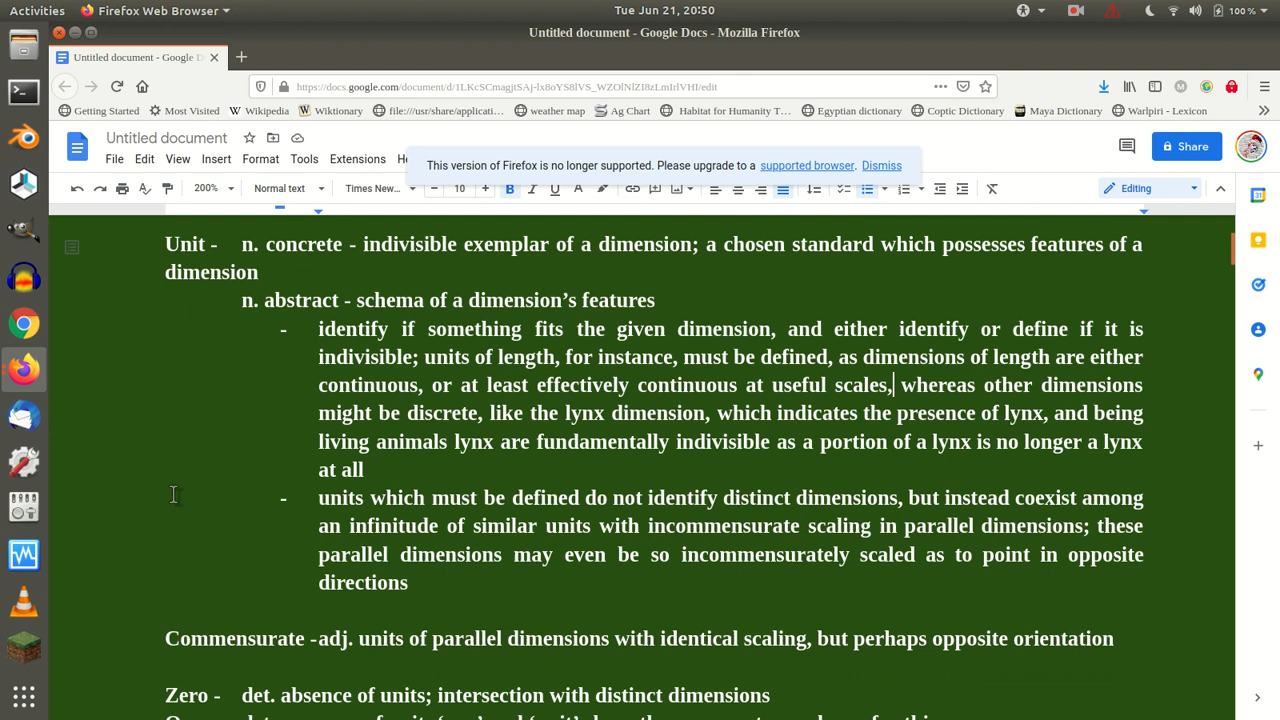 Activities Firefox Web Browser Tue Jun 21, 20:50 100 %
Untitled document - Google Docs - Mozilla Firefox
Untitled document - Google D
https://docs.google.com/document/d/
Getting Started Most Visited Wikipedia Wiktionary file:///usr/share/applicati… weather map Ag Chart Habitat for Humanity T… Egyptian dictionary Coptic Dictionary Maya Dictionary Warlpiri - Lexicon
Untitled document
Share
File Edit View Insert Format Tools Extensions
This version of Firefox is no longer supported. Please upgrade to a supported browser. Dismiss
200% Normal text Times New... 10 B I U A Editing
Unit - n. concrete - indivisible exemplar of a dimension; a chosen standard which possesses features of a
dimension
n. abstract - schema of a dimension’s features
- identify if something fits the given dimension, and either identify or define if it is
indivisible; units of length, for instance, must be defined, as dimensions of length are either
continuous, or at least effectively continuous at useful scales, whereas other dimensions
might be discrete, like the lynx dimension, which indicates the presence of lynx, and being
living animals lynx are fundamentally indivisible as a portion of a lynx is no longer a lynx
at all
- units which must be defined do not identify distinct dimensions, but instead coexist among
an infinitude of similar units with incommensurate scaling in parallel dimensions; these
parallel dimensions may even be so incommensurately scaled as to point in opposite
directions
Commensurate - adj. units of parallel dimensions with identical scaling, but perhaps opposite orientation
Zero - det. absence of units; intersection with distinct dimensions